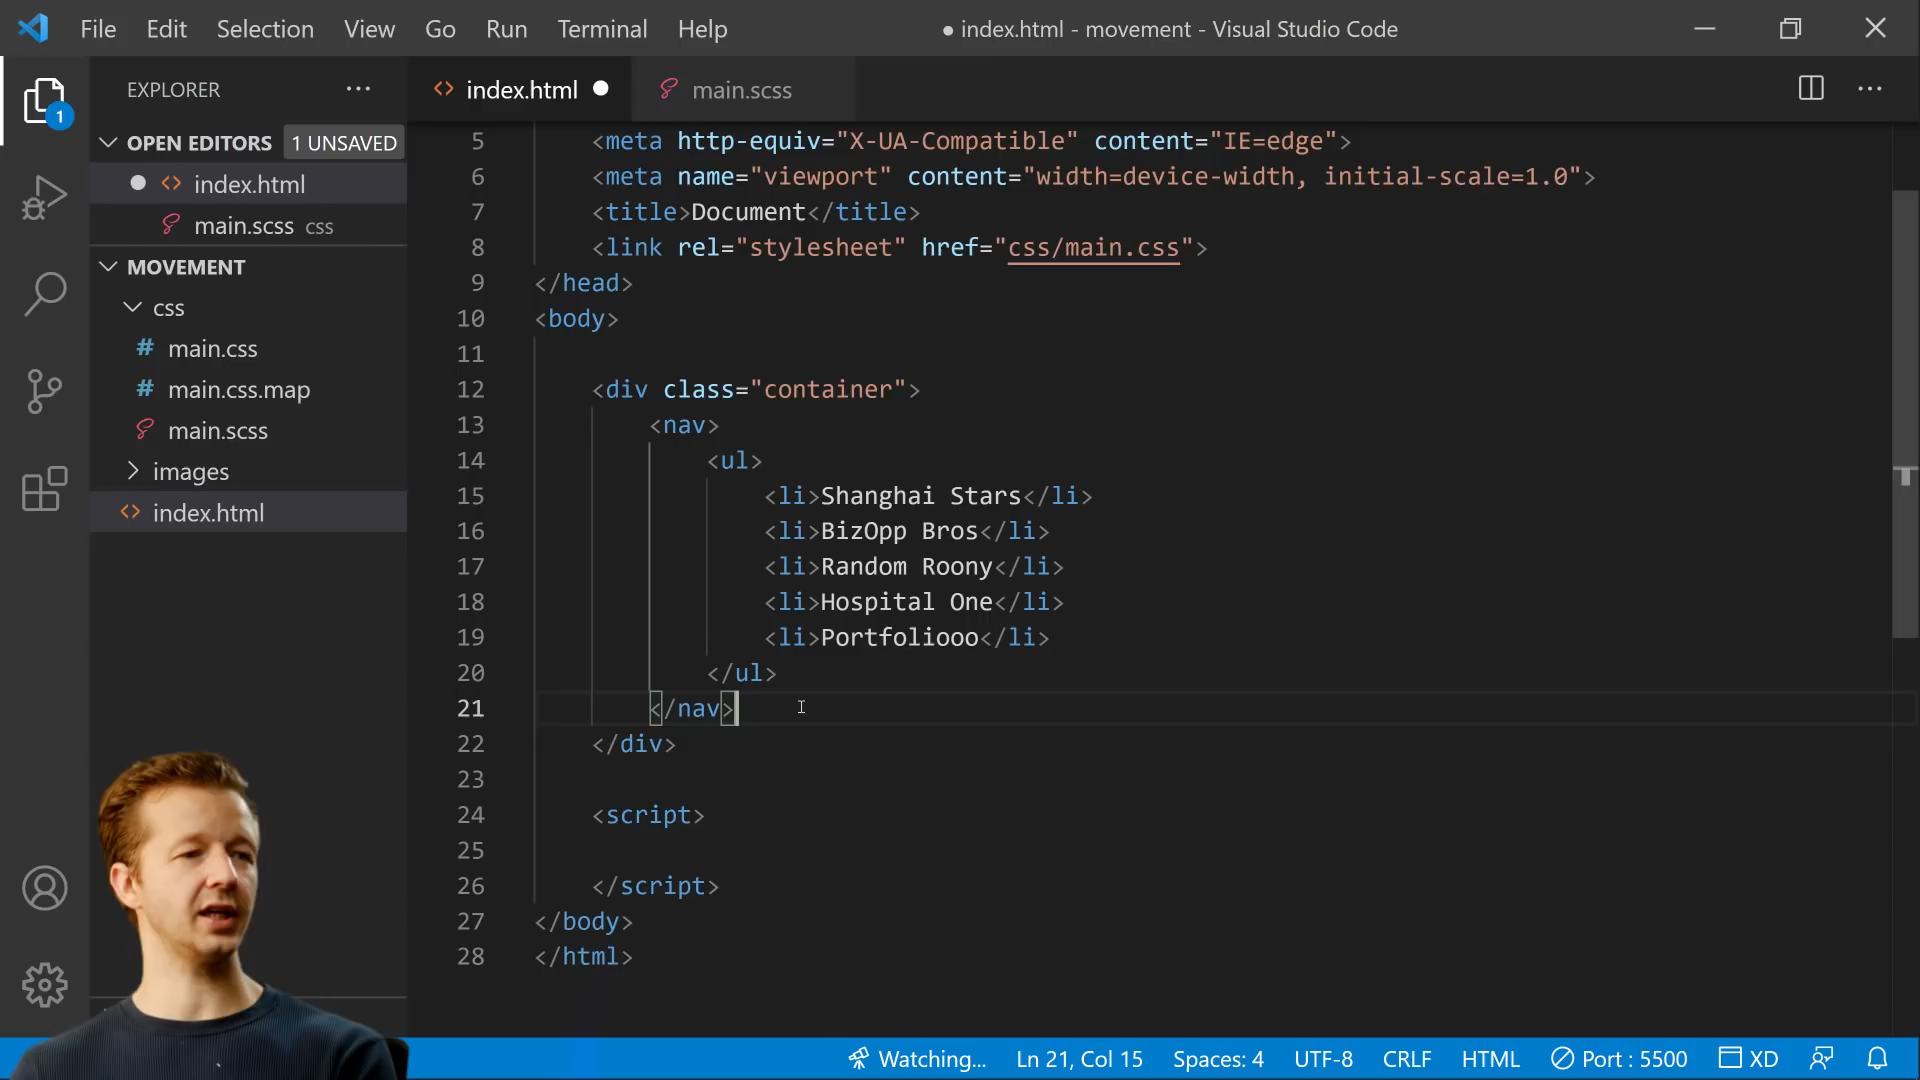 File Edit Selection View Go Run Terminal Help
● index.html - movement - Visual Studio Code
EXPLORER
index.html
main.scss
1
OPEN EDITORS 1 UNSAVED
index.html
main.scss css
MOVEMENT
css
main.css
main.css.map
main.scss
images
index.html
5 <meta http-equiv="X-UA-Compatible" content="IE=edge">
6 <meta name="viewport" content="width=device-width, initial-scale=1.0">
7 <title>Document</title>
8 <link rel="stylesheet" href="css/main.css">
9 </head>
10 <body>
11
12 <div class="container">
13 <nav>
14 <ul>
15 <li>Shanghai Stars</li>
16 <li>BizOpp Bros</li>
17 <li>Random Roony</li>
18 <li>Hospital One</li>
19 <li>Portfoliooo</li>
20 </ul>
21 </nav>
22 </div>
23
24 <script>
25
26 </script>
27 </body>
28 </html>
Watching... Ln 21, Col 15 Spaces: 4 UTF-8 CRLF HTML Port : 5500 XD